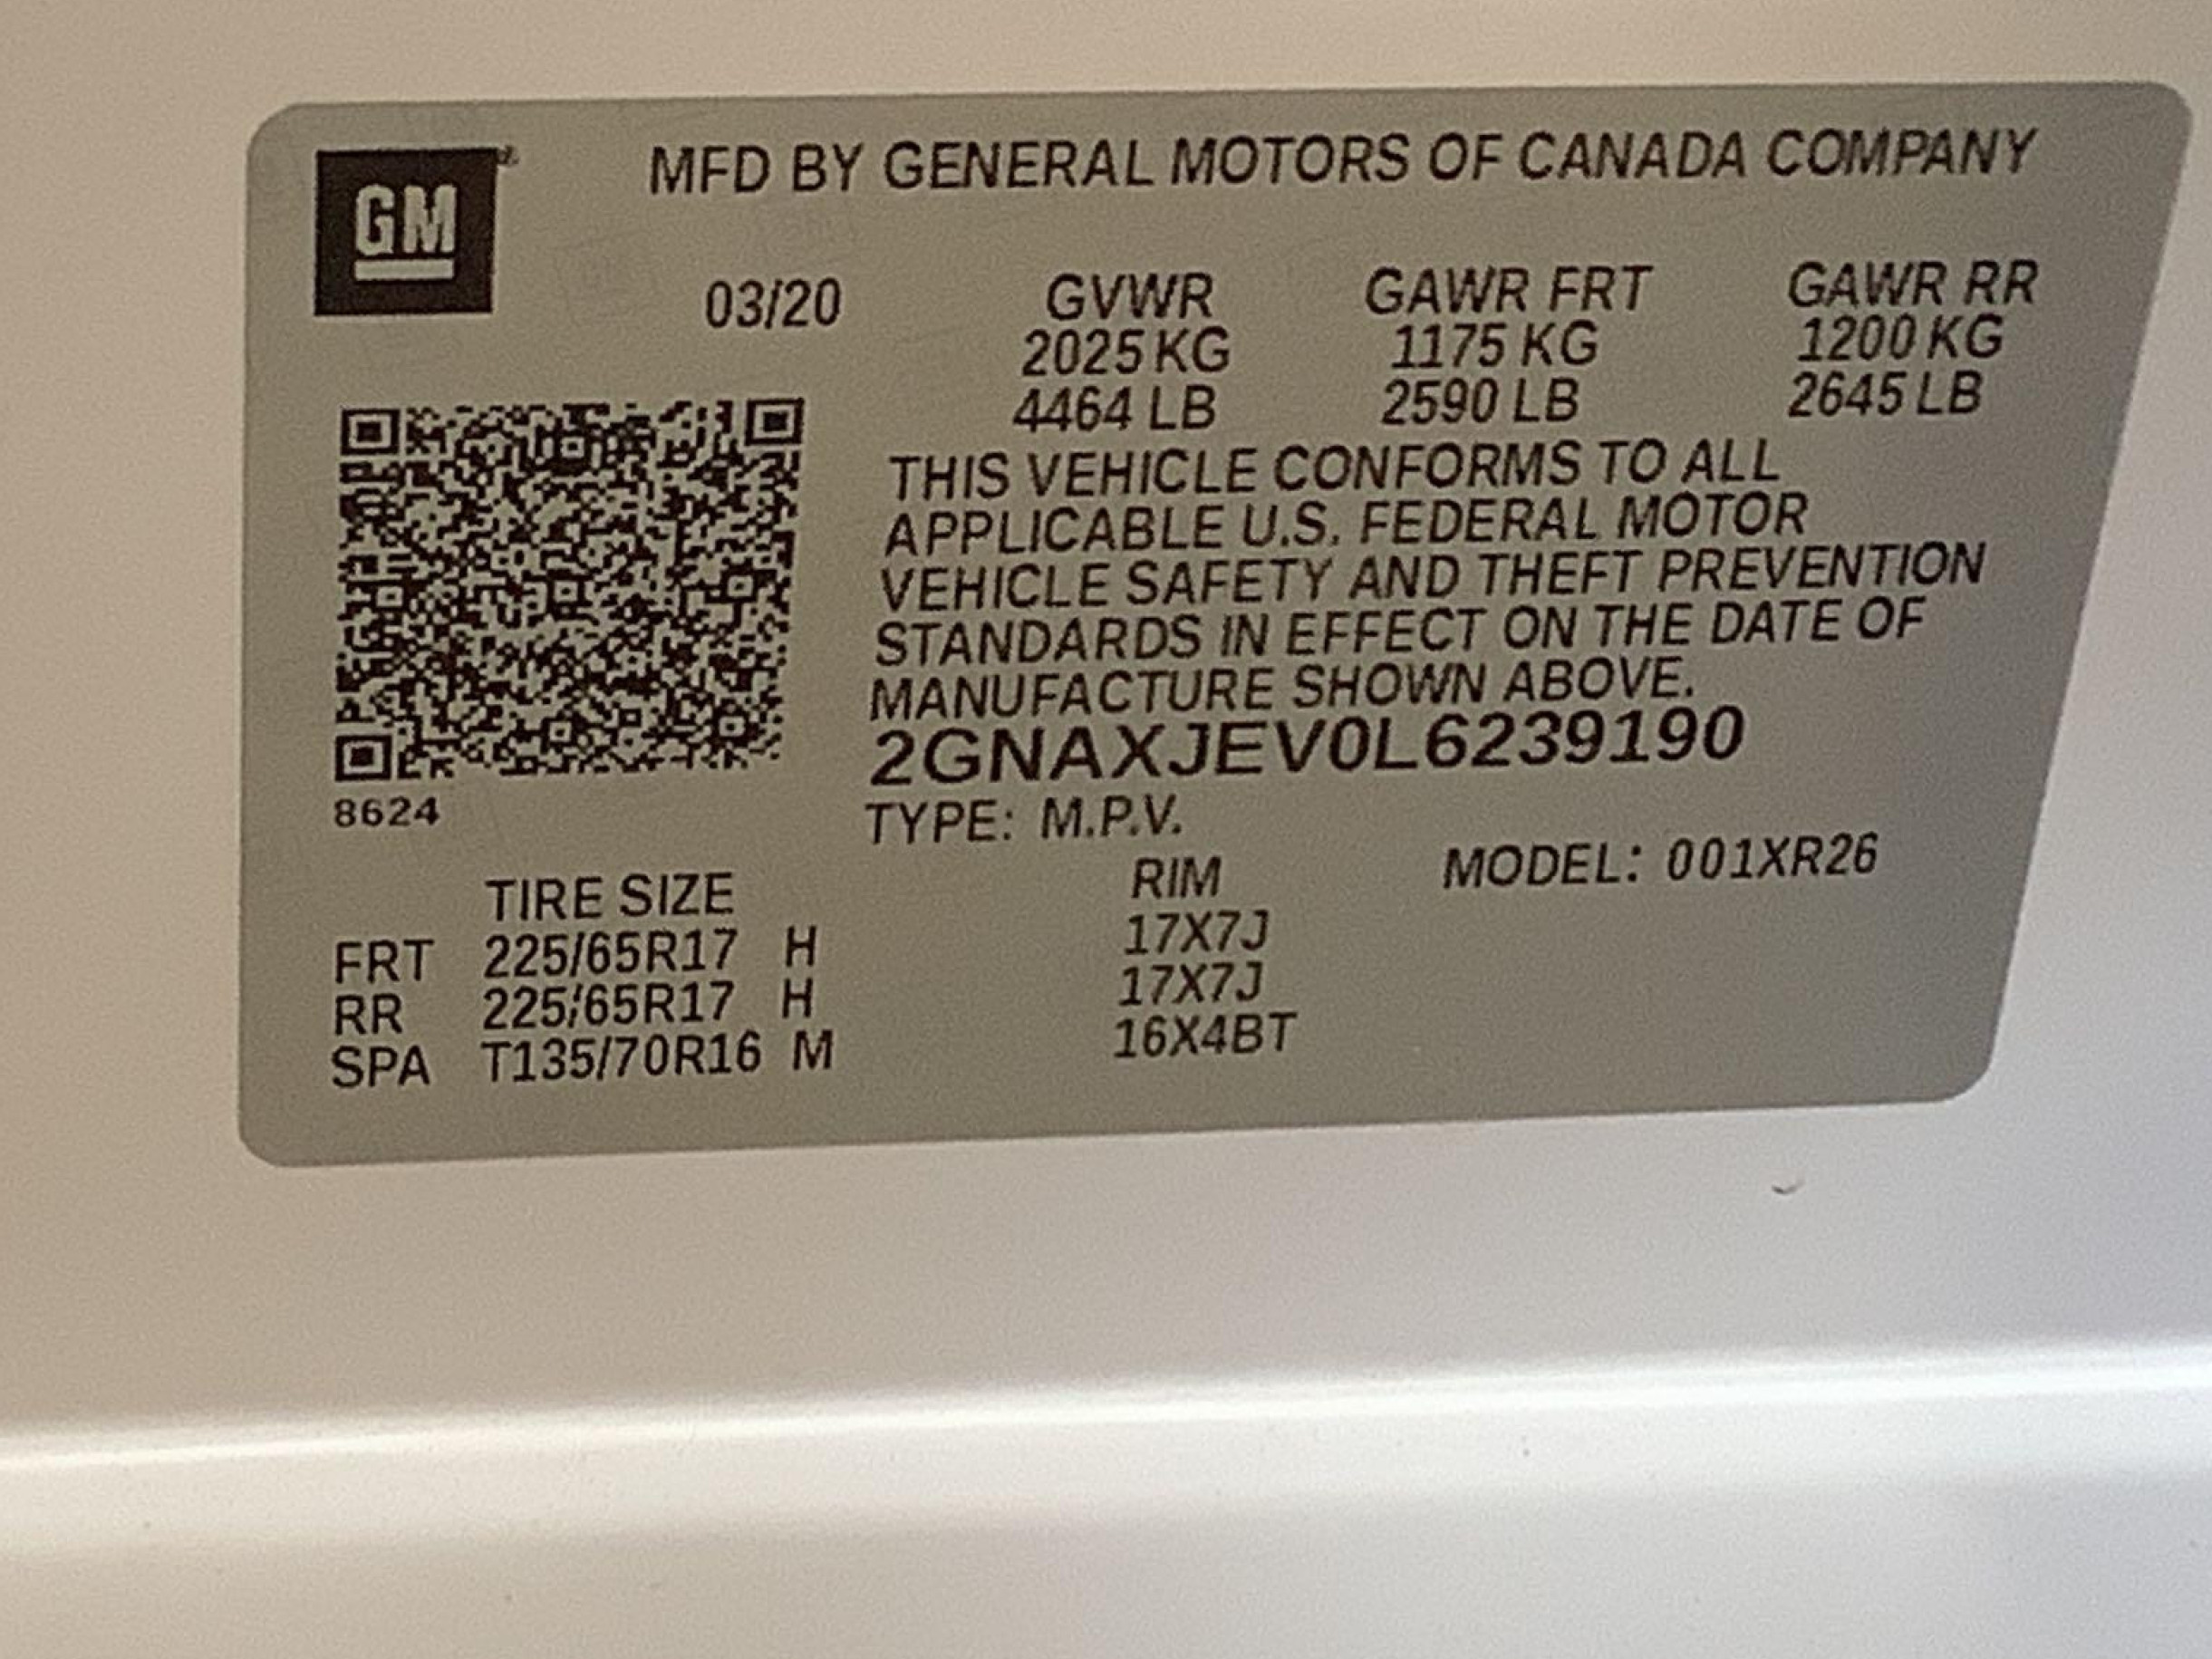 GM
MFD BY GENERAL MOTORS OF CANADA COMPANY
03/20 GVWR GAWR FRT GAWR RR
2025 KG 1175 KG 1200 KG
4464 LB 2590 LB 2645 LB
THIS VEHICLE CONFORMS TO ALL
APPLICABLE U.S. FEDERAL MOTOR
VEHICLE SAFETY AND THEFT PREVENTION
STANDARDS IN EFFECT ON THE DATE OF
MANUFACTURE SHOWN ABOVE.
2GNAXJEV0L6239190
8624
TYPE: M.P.V.
MODEL: 001XR26
TIRE SIZE RIM
FRT 225/65R17 H 17X7J
RR 225/65R17 H 17X7J
SPA T135/70R16 M 16X4BT